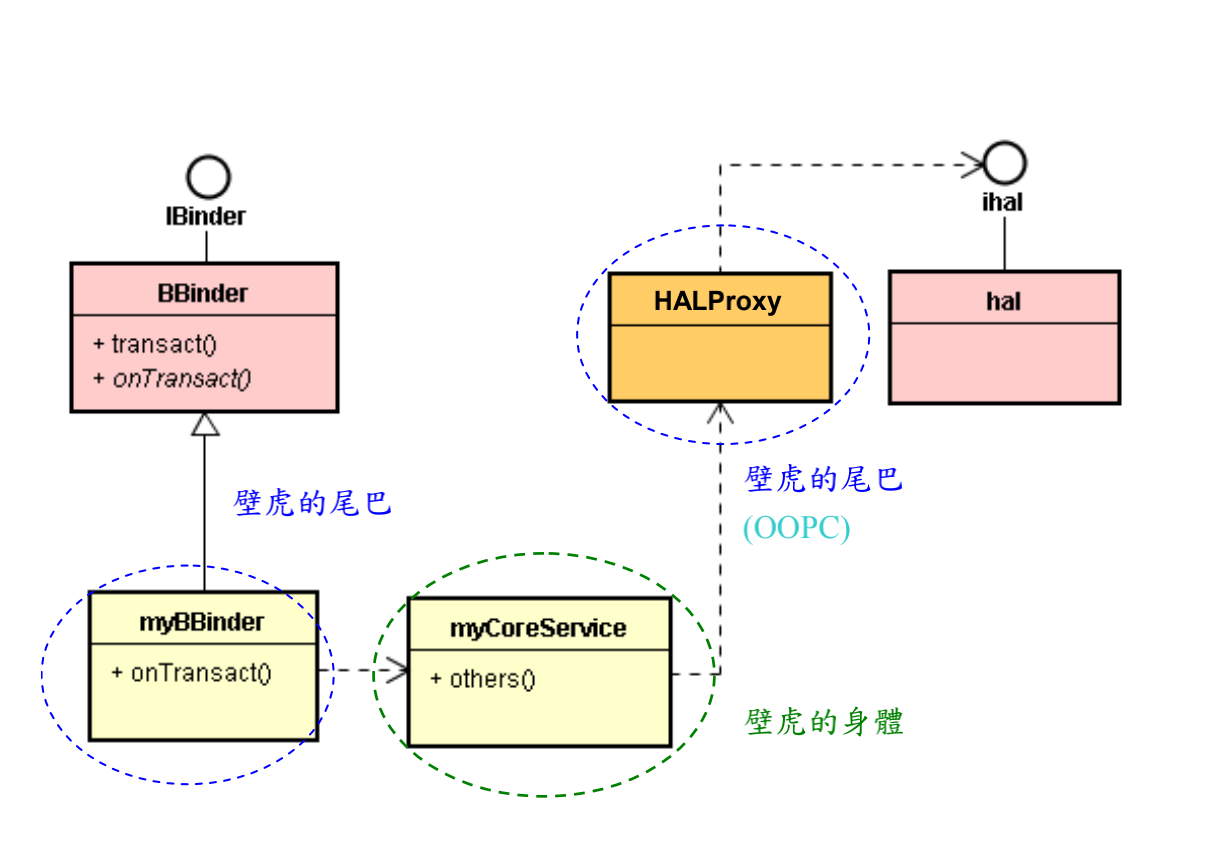 IBinder
BBinder
+ transact()
+ onTransact()
壁虎的尾巴
myBBinder
+ onTransact()
myCoreService
+ others()
HALProxy
ihal
hal
壁虎的尾巴
(OOPC)
壁虎的身體